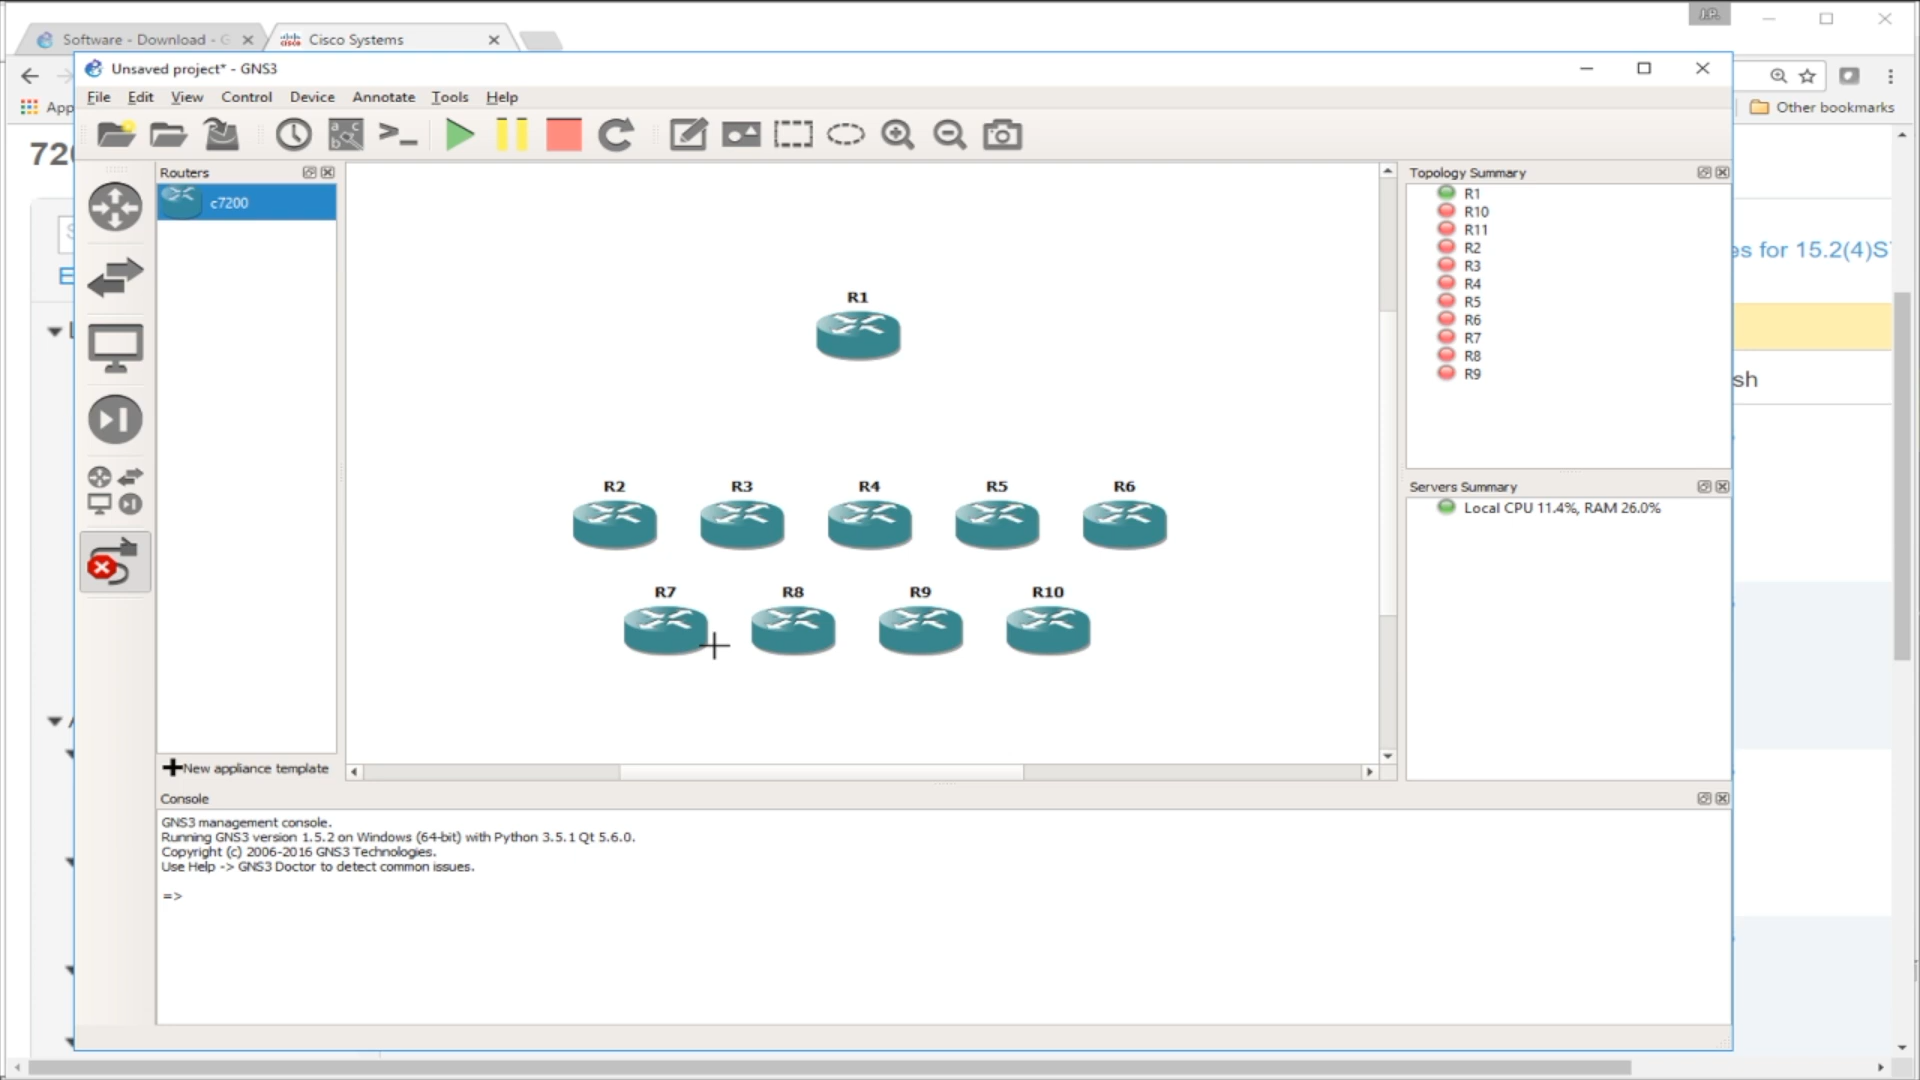 J.P.
Software - Download - G
Cisco Systems
Unsaved project* - GNS3
File Edit View Control Device Annotate Tools Help
App
Other bookmarks
720
Routers
c7200
New appliance template
R1
R2 R3 R4 R5 R6
R7 R8 R9 R10
Topology Summary
R1
R10
R11
R2
R3
R4
R5
R6
R7
R8
R9
Servers Summary
Local CPU 11.4%, RAM 26.0%
es for 15.2(4)S
sh
Console
GNS3 management console.
Running GNS3 version 1.5.2 on Windows (64-bit) with Python 3.5.1 Qt 5.6.0.
Copyright (c) 2006-2016 GNS3 Technologies.
Use Help -> GNS3 Doctor to detect common issues.
=>